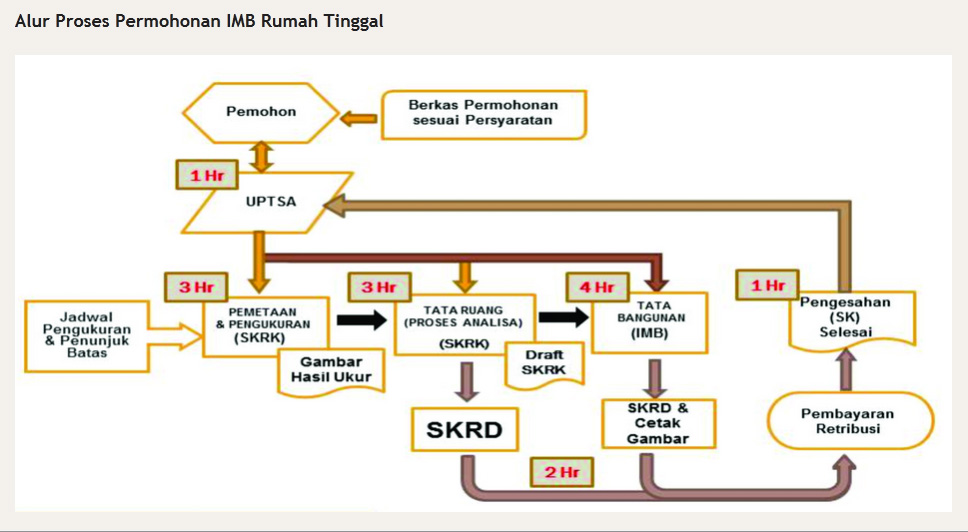 Alur Proses Permohonan IMB Rumah Tinggal
Pemohon
Berkas Permohonan
sesuai Persyaratan
1 Hr
UPTSA
3 Hr
3 Hr
4 Hr
1 Hr
Jadwal
Pengukuran
& Penunjuk
Batas
PEMETAAN
& PENGUKURAN
(SKRK)
Gambar
Hasil Ukur
TATA RUANG
(PROSES ANALISA)
(SKRK)
Draft
SKRK
TATA
BANGUNAN
(IMB)
Pengesahan
(SK)
Selesai
SKRD
SKRD &
Cetak
Gambar
Pembayaran
Retribusi
2 Hr